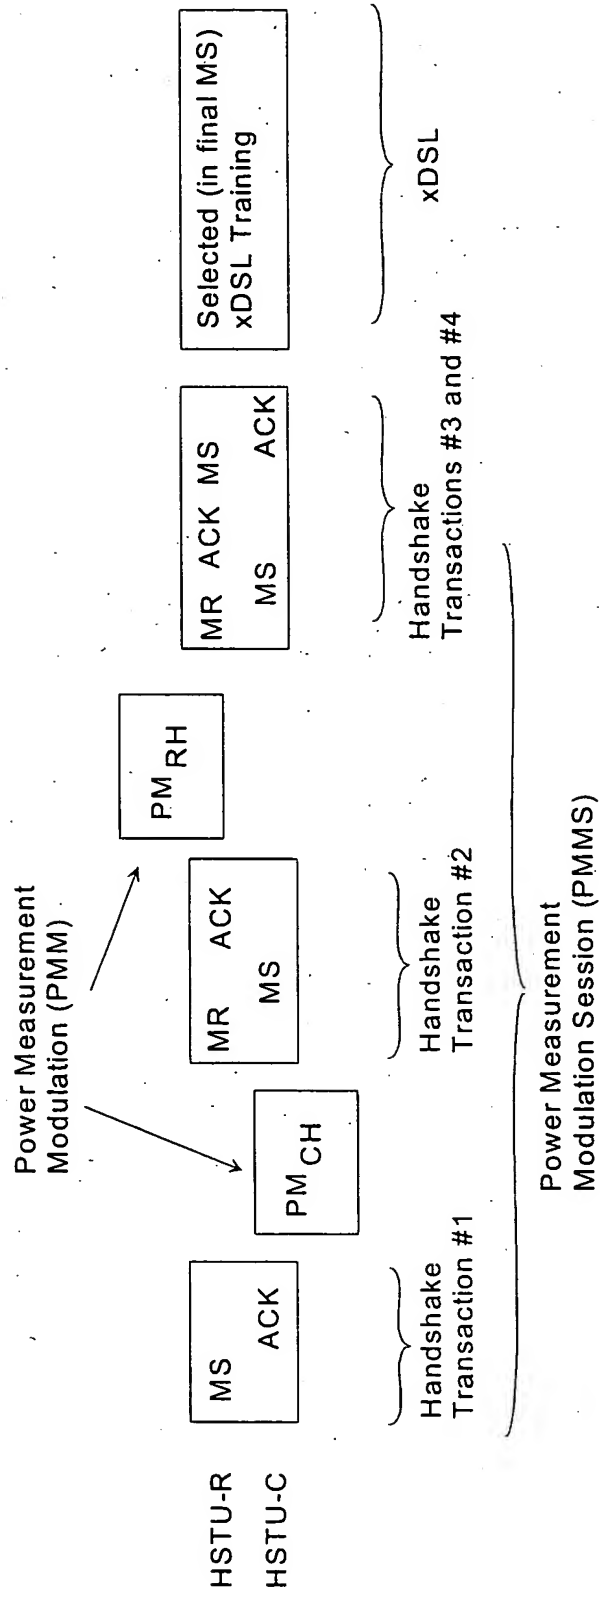 Power Measurement
Modulation (PMM)
HSTU-R
HSTU-C
MS
ACK
PM CH
MR ACK
MS
PM RH
MR ACK MS
MS ACK
Selected (in final MS)
xDSL Training
Handshake
Transaction #1
Handshake
Transaction #2
Handshake
Transactions #3 and #4
xDSL
Power Measurement
Modulation Session (PMMS)